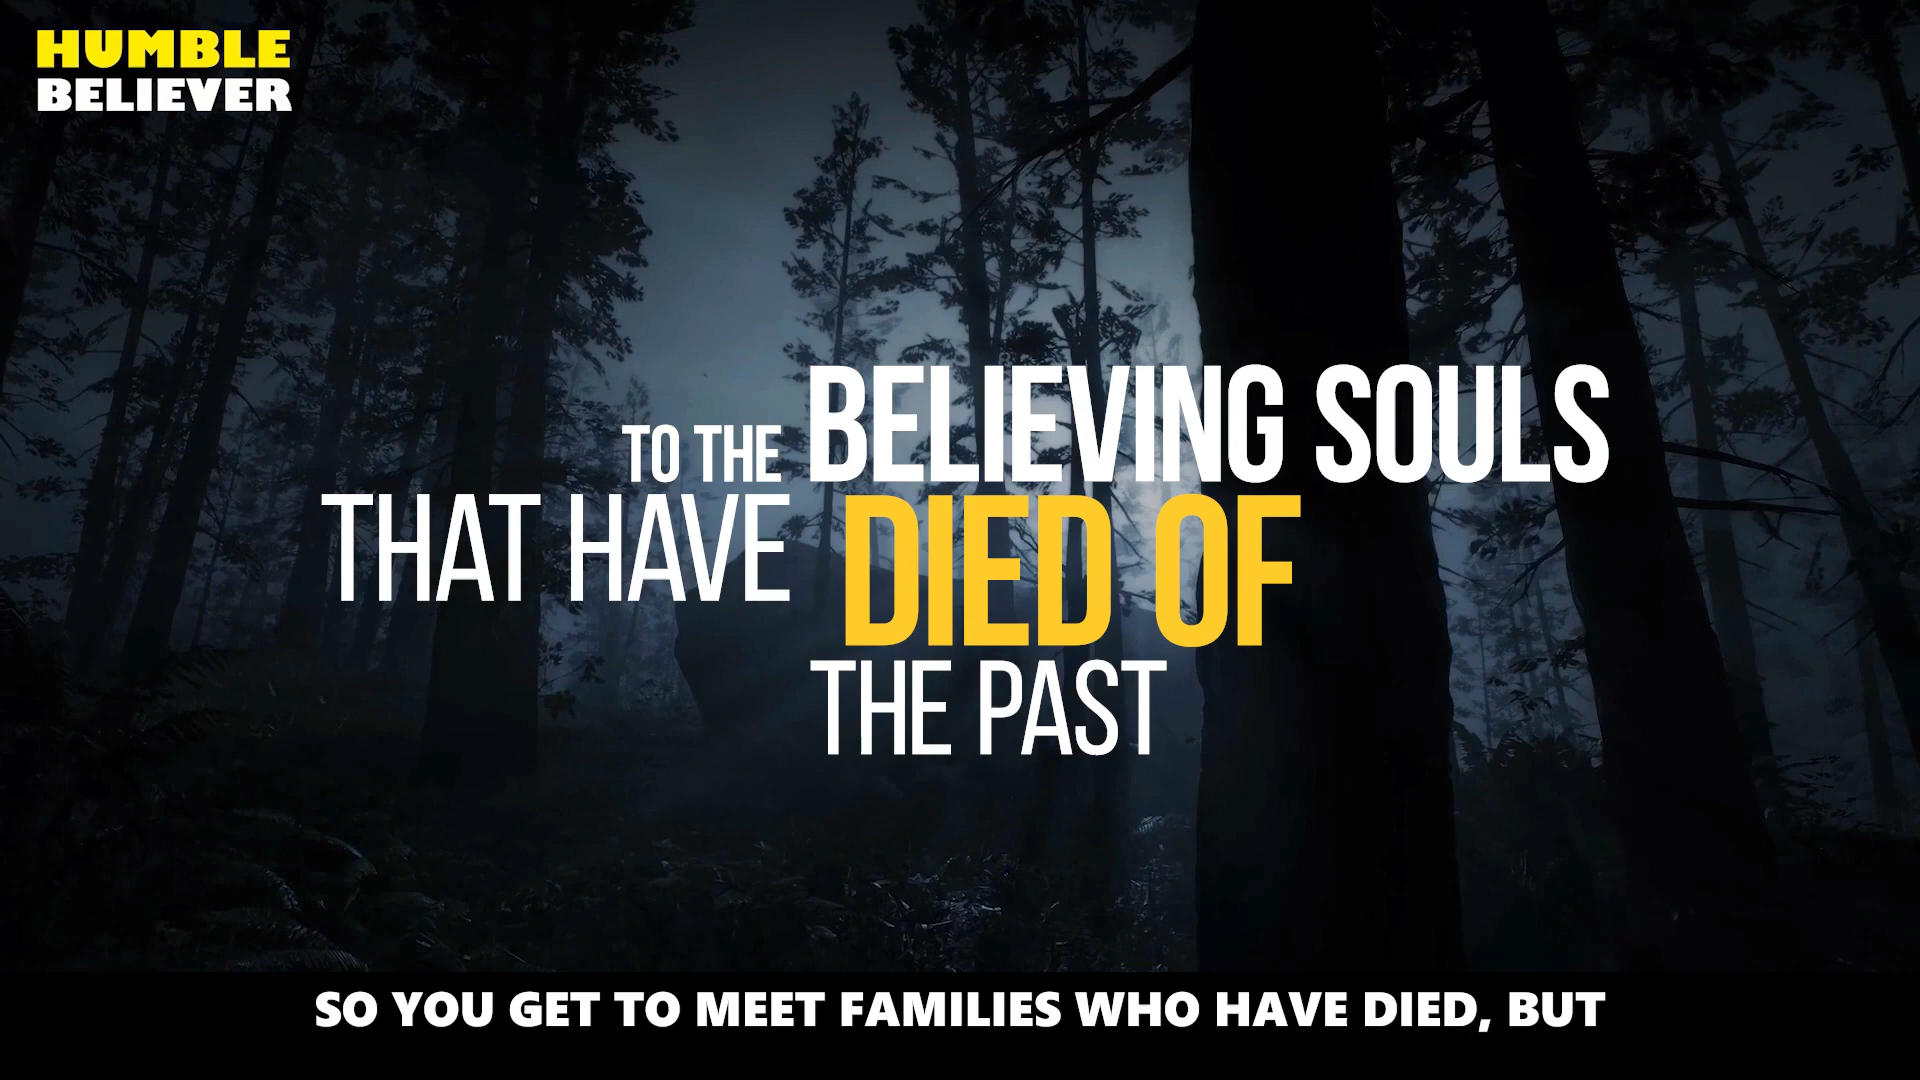 HUMBLE
BELIEVER
TO THE BELIEVING SOULS
THAT HAVE DIED OF
THE PAST
SO YOU GET TO MEET FAMILIES WHO HAVE DIED, BUT